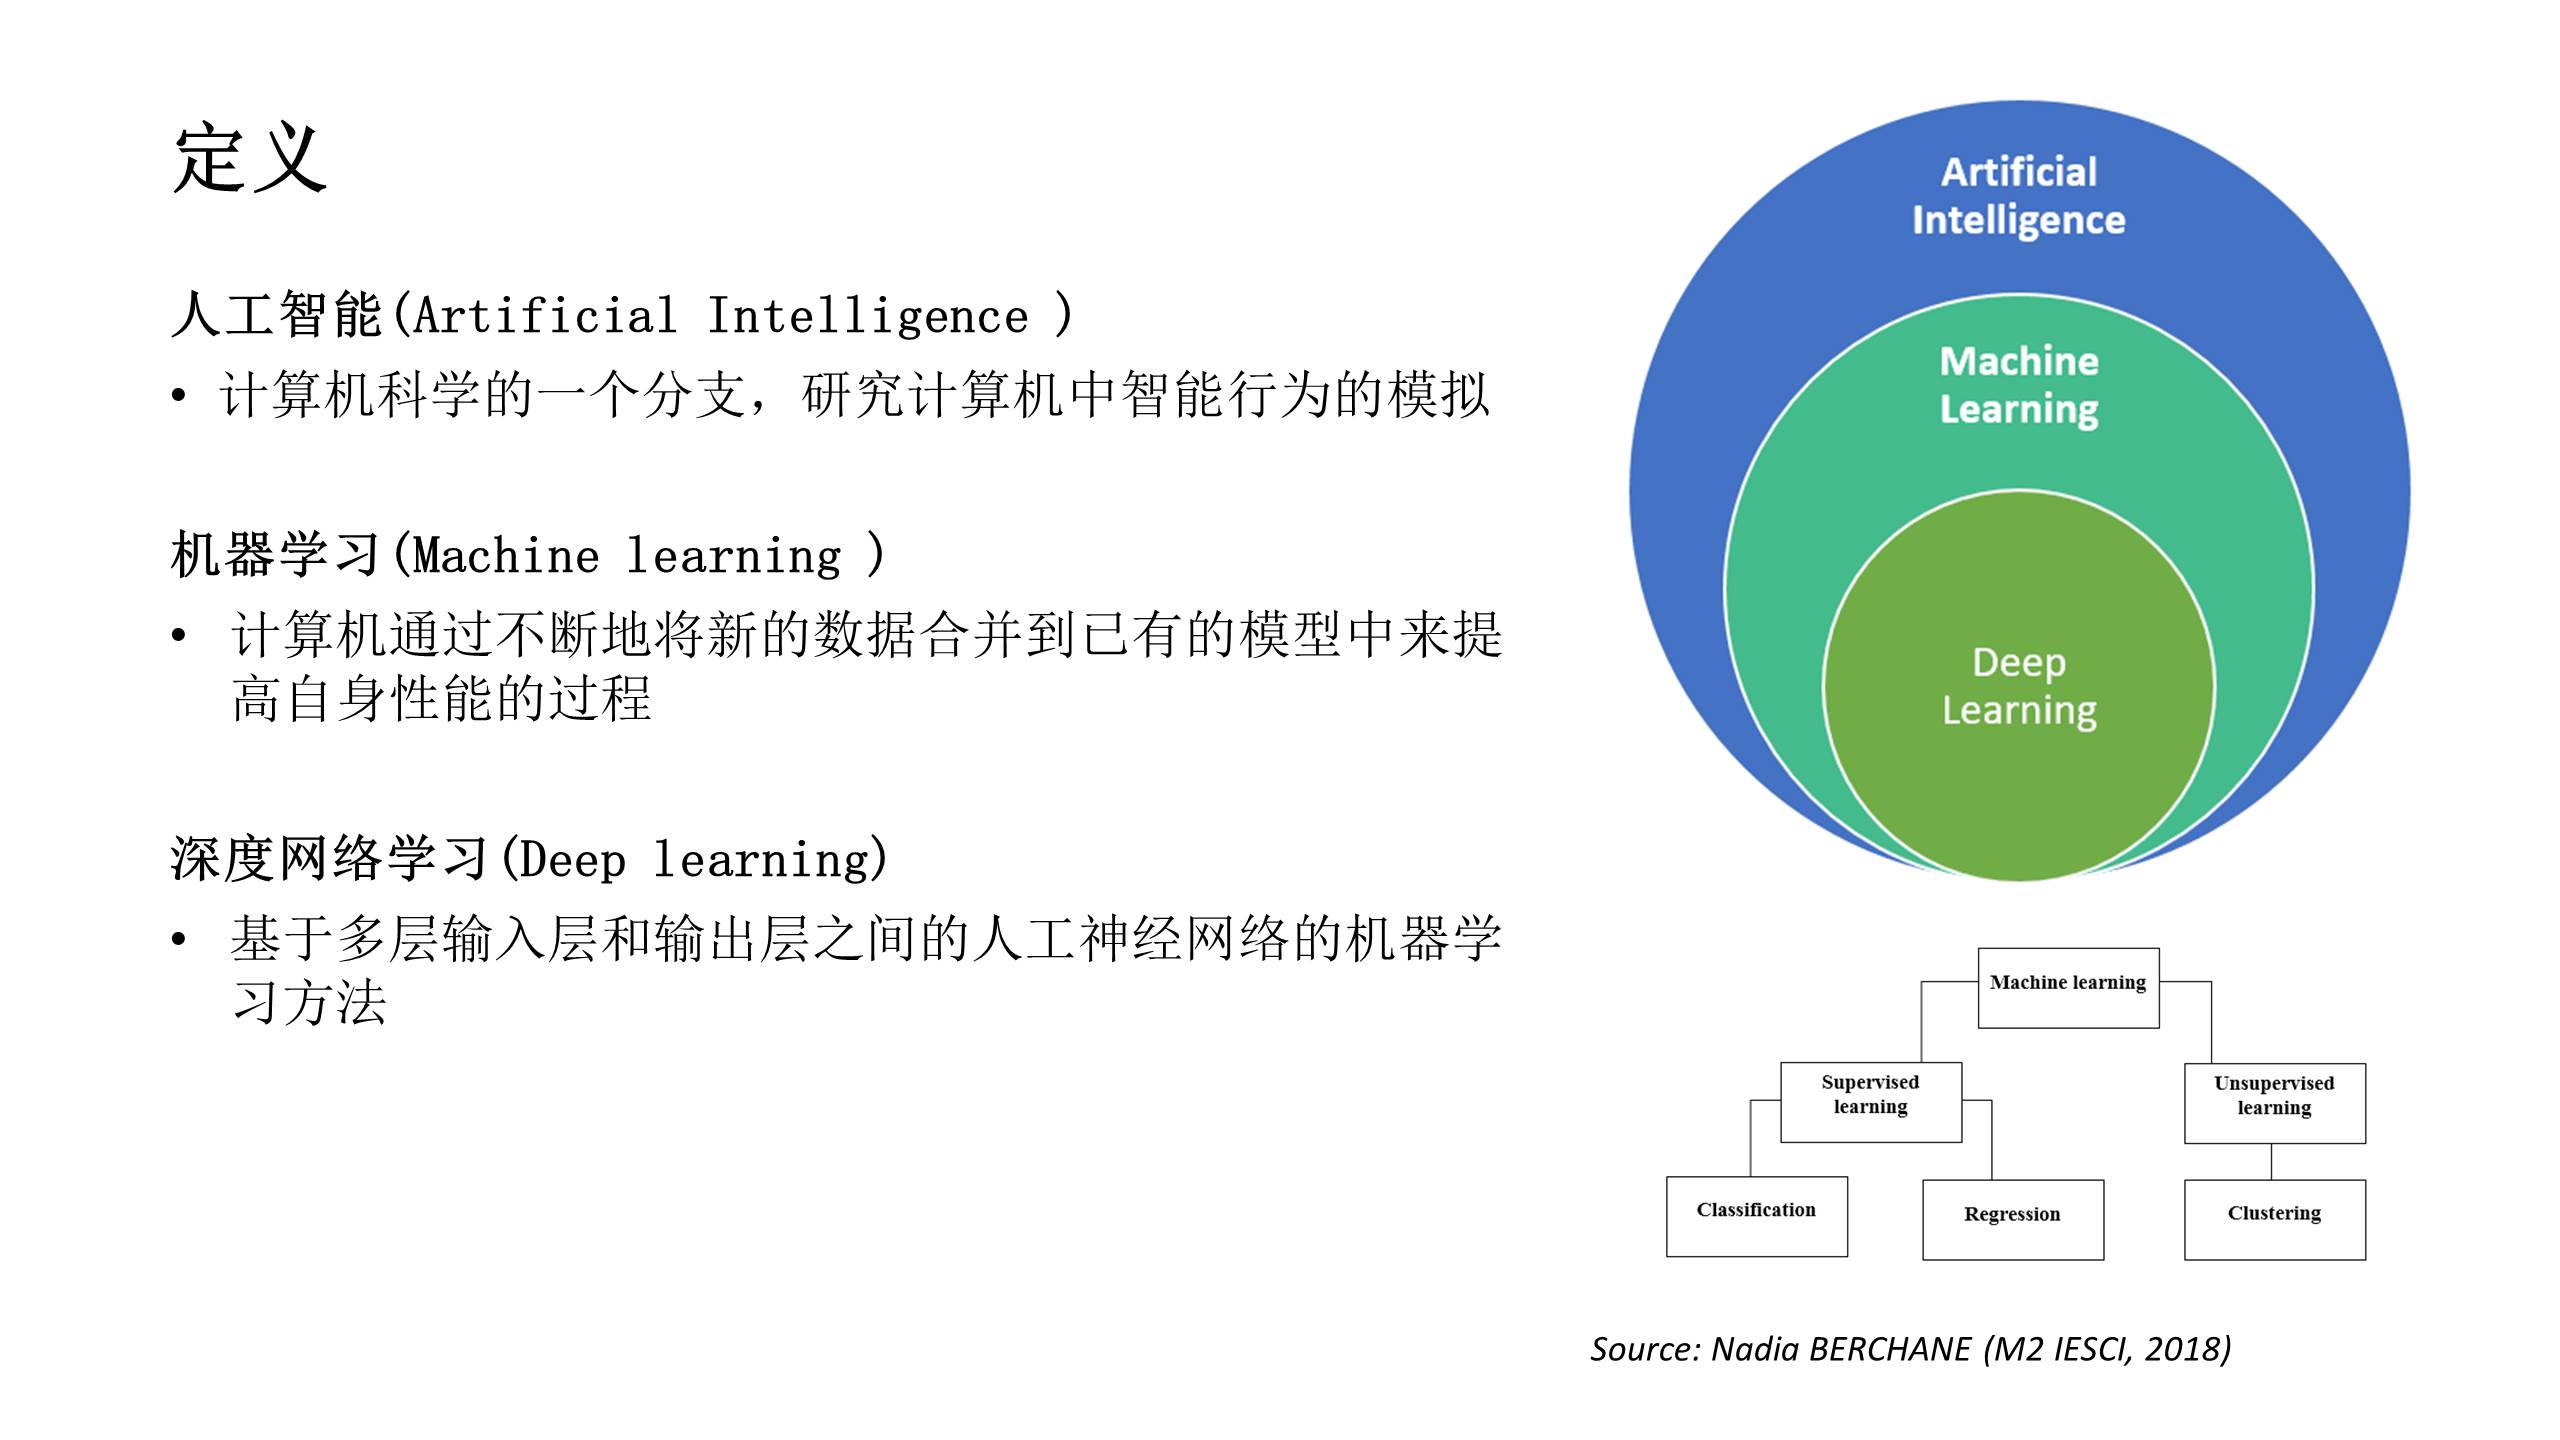 定义
人工智能(Artificial Intelligence )
• 计算机科学的一个分支，研究计算机中智能行为的模拟
机器学习(Machine learning )
• 计算机通过不断地将新的数据合并到已有的模型中来提
高自身性能的过程
深度网络学习(Deep learning)
• 基于多层输入层和输出层之间的人工神经网络的机器学
习方法
Artificial
Intelligence
Machine
Learning
Deep
Learning
Machine learning
Supervised
learning
Unsupervised
learning
Classification
Regression
Clustering
Source: Nadia BERCHANE (M2 IESCI, 2018)